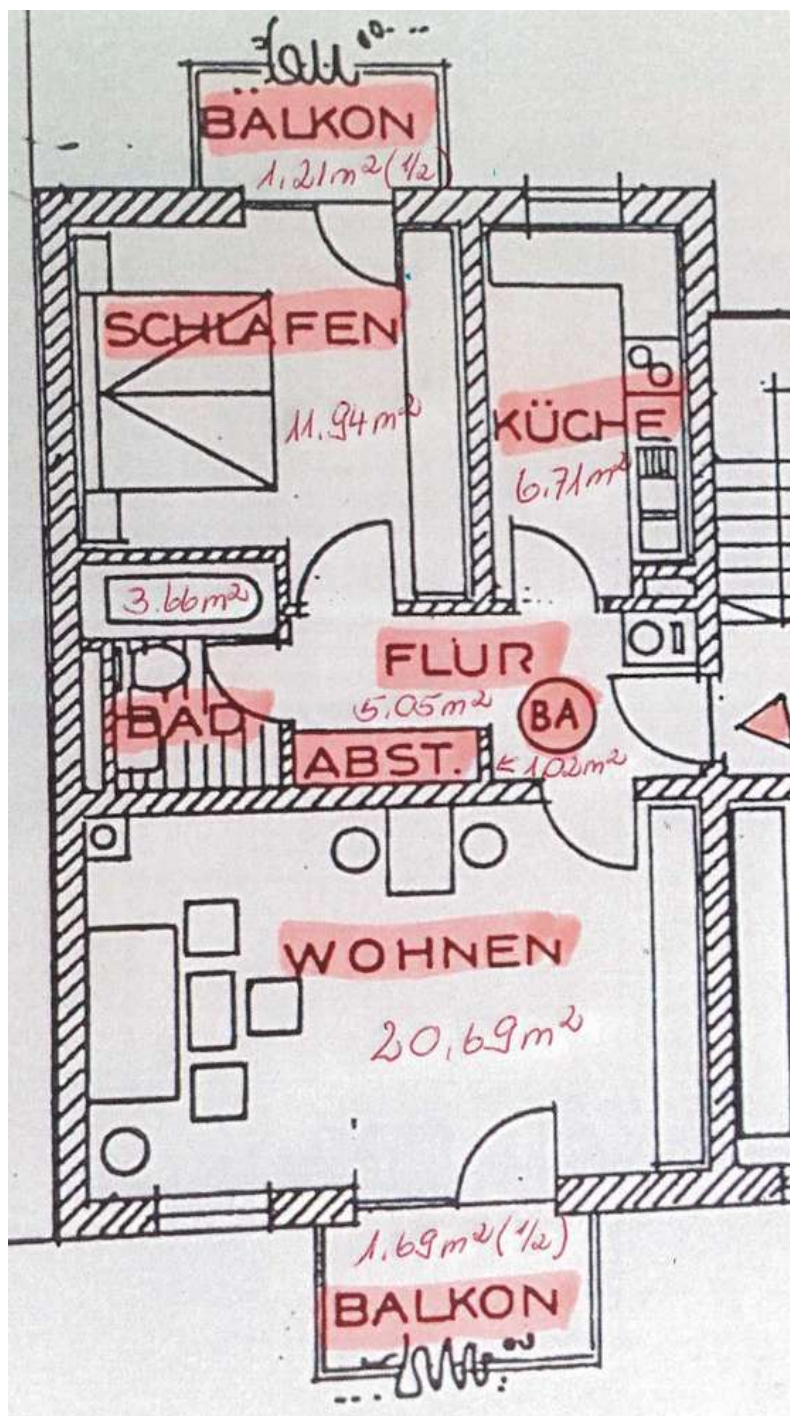 BALKON
1.21m² (1/2)
SCHLAFEN
11.94m²
KÜCHE
6.71m²
3.66m²
FLUR
5.05m²
BAD
BA
ABST.
← 1.02m²
WOHNEN
20.69m²
1.69m² (1/2)
BALKON